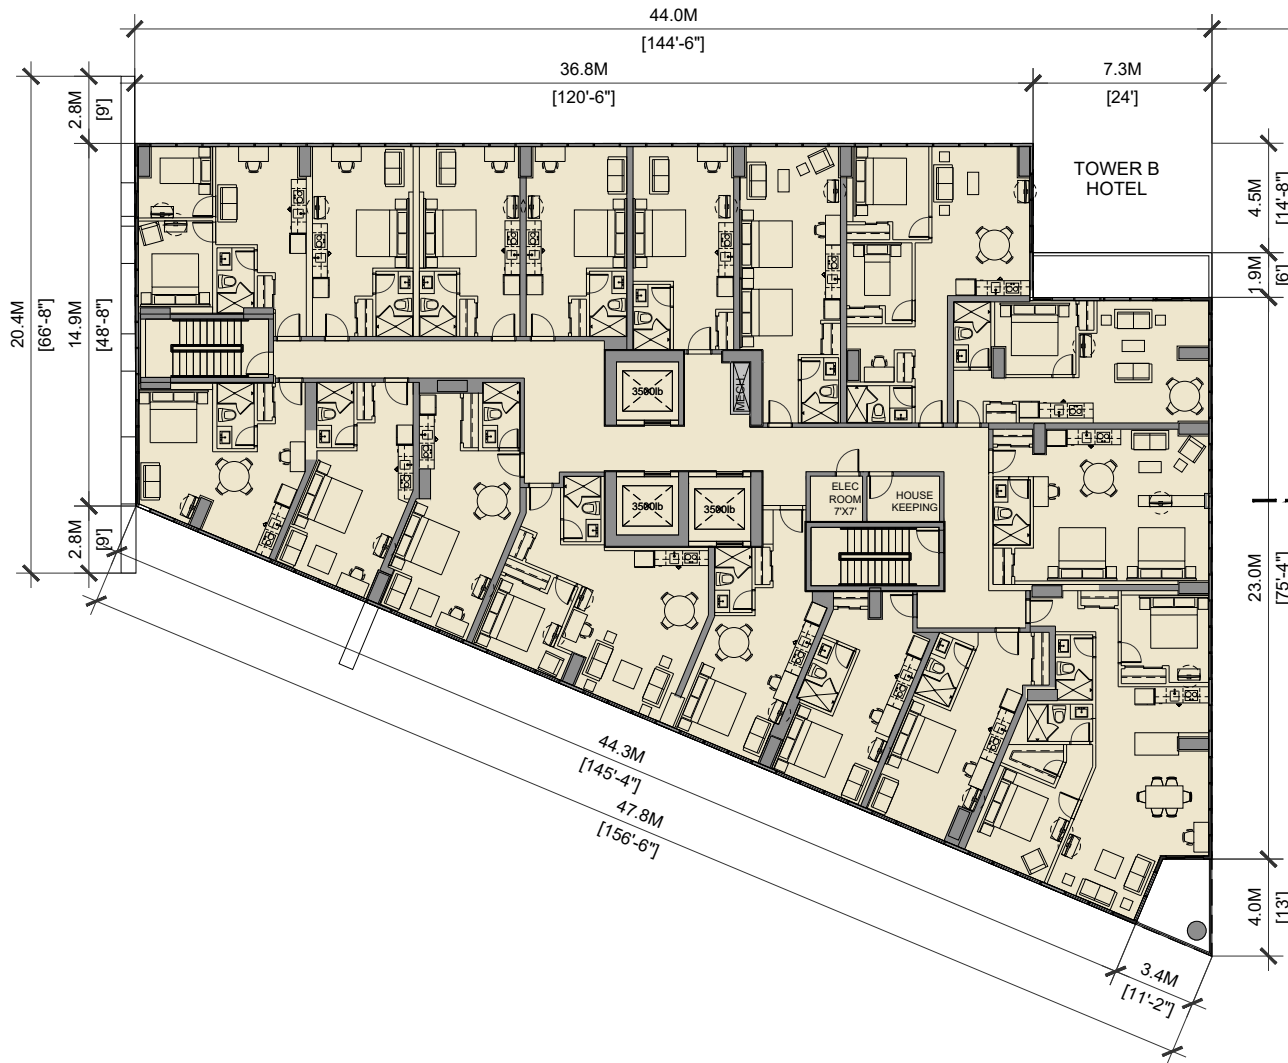 44.0M
[144'-6"]
36.8M
[120'-6"]
7.3M
[24']
2.8M
[9']
20.4M
[66'-8"]
14.9M
[48'-8"]
2.8M
[9']
TOWER B
HOTEL
4.5M
[14'-8"]
1.9M
[6']
3500lb
MECH.
3500lb
3500lb
ELEC
ROOM
7'X7'
HOUSE
KEEPING
23.0M
[75'-4"]
44.3M
[145'-4"]
47.8M
[156'-6"]
4.0M
[13']
3.4M
[11'-2"]